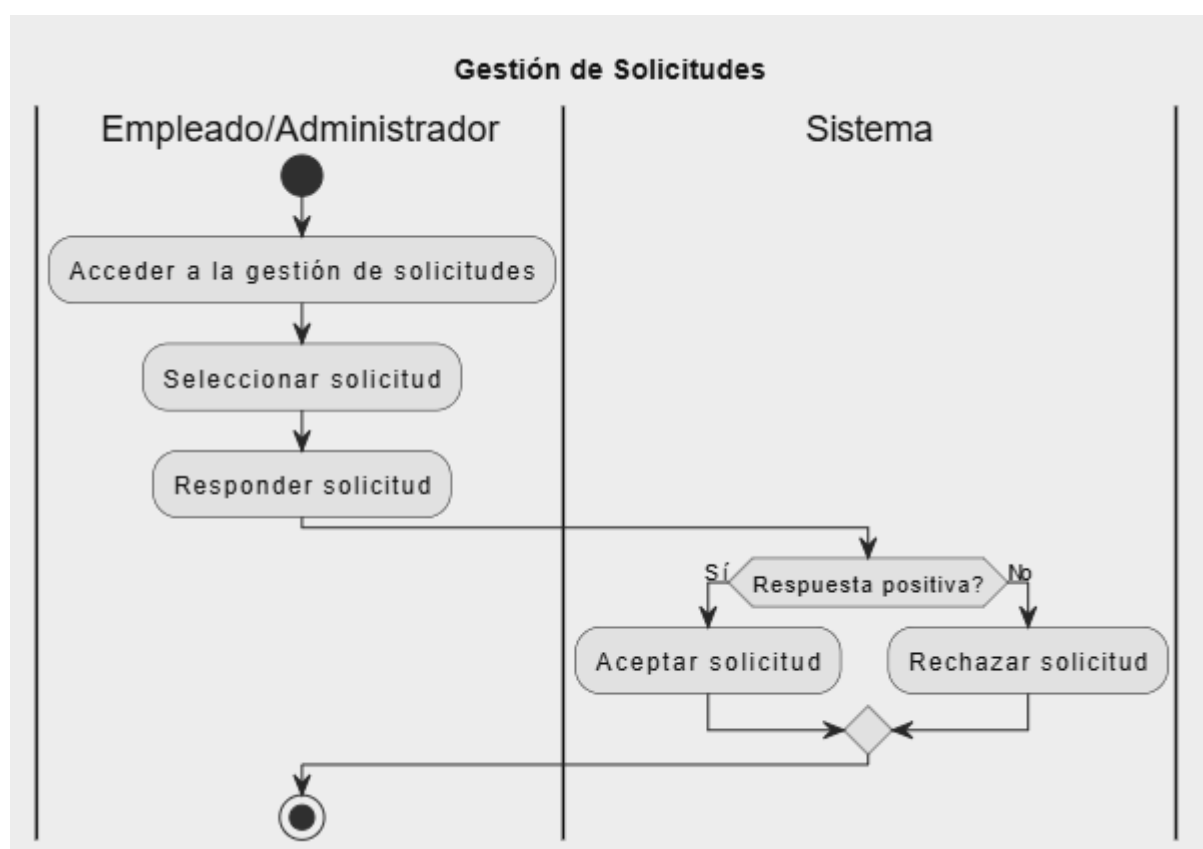 Gestión de Solicitudes
Empleado/Administrador
Sistema
Acceder a la gestión de solicitudes
Seleccionar solicitud
Responder solicitud
Sí
Respuesta positiva?
No
Aceptar solicitud
Rechazar solicitud